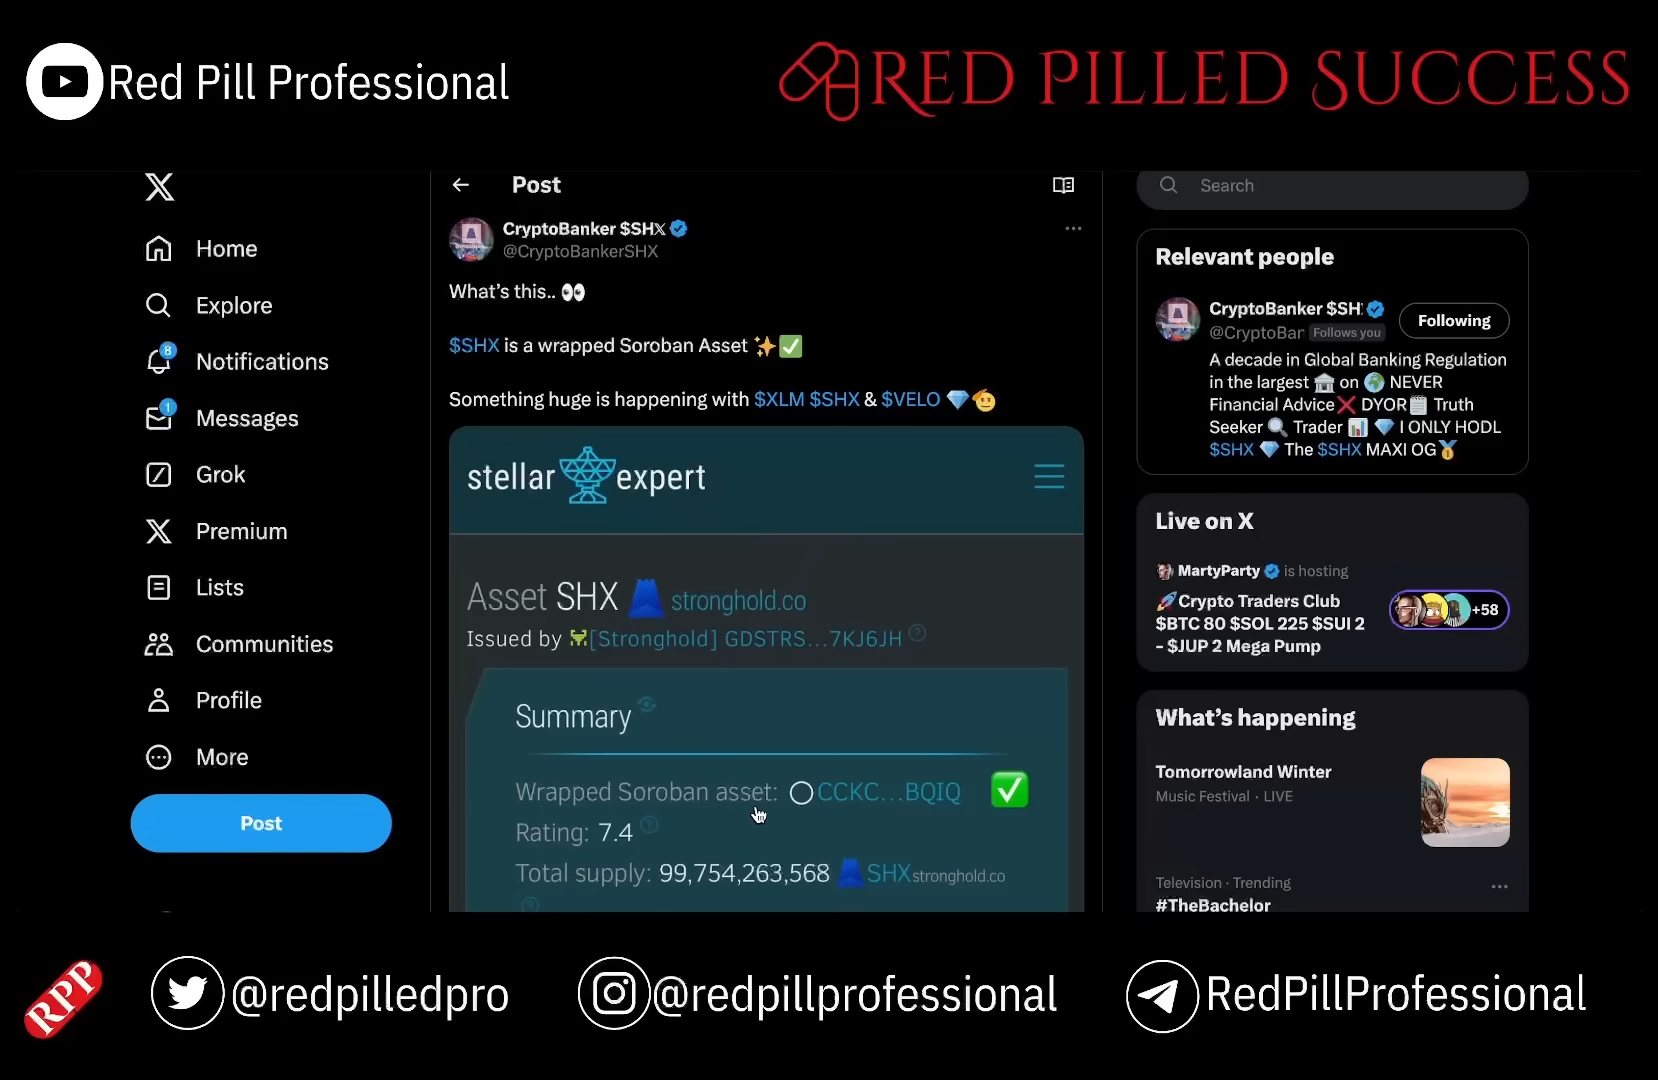 Red Pill Professional
RED PILLED SUCCESS
Home
Explore
8
Notifications
1
Messages
Grok
Premium
Lists
Communities
Profile
More
Post
Post
CryptoBanker $SHX
@CryptoBankerSHX
What's this.. 👀
$SHX is a wrapped Soroban Asset ✨✅
Something huge is happening with $XLM $SHX & $VELO 💎🫡
stellar expert
Asset SHX stronghold.co
Issued by [Stronghold] GDSTRS...7KJ6JH
Summary
Wrapped Soroban asset: CCKC...BQIQ ✅
Rating: 7.4
Total supply: 99,754,263,568 SHX stronghold.co
Search
Relevant people
CryptoBanker $SH
@CryptoBar Follows you
Following
A decade in Global Banking Regulation
in the largest 🏛️ on 🌍 NEVER
Financial Advice❌ DYOR🗒️ Truth
Seeker 🔍 Trader 📊 💎 I ONLY HODL
$SHX 💎 The $SHX MAXI OG🥇
Live on X
MartyParty is hosting
🚀Crypto Traders Club
$BTC 80 $SOL 225 $SUI 2
- $JUP 2 Mega Pump
+58
What's happening
Tomorrowland Winter
Music Festival · LIVE
Television · Trending
#TheBachelor
RPP
@redpilledpro
@redpillprofessional
RedPillProfessional